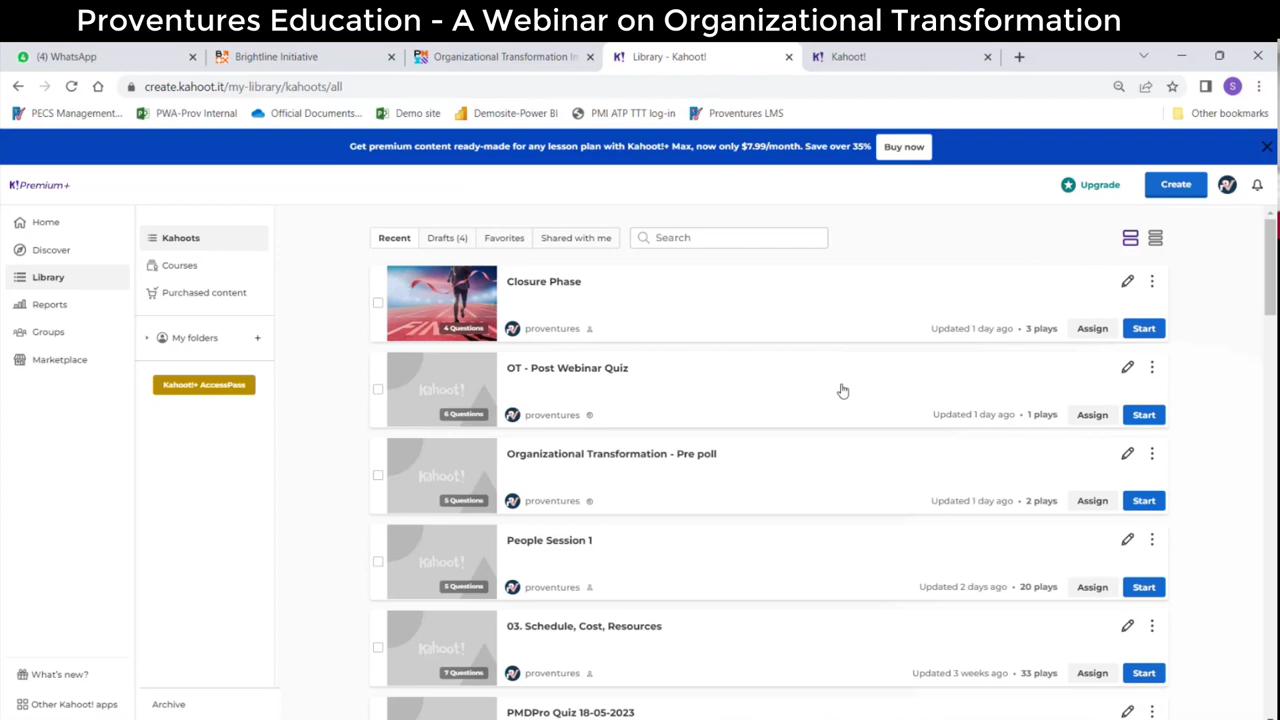 Proventures Education - A Webinar on Organizational Transformation
(4) WhatsApp
Brightline Initiative
Organizational Transformation In
Library - Kahoot!
Kahoot!
create.kahoot.it/my-library/kahoots/all
S
PECS Management...
PWA-Prov Internal
Official Documents...
Demo site
Demosite-Power BI
PMI ATP TTT log-in
Proventures LMS
Other bookmarks
Get premium content ready-made for any lesson plan with Kahoot!+ Max, now only $7.99/month. Save over 35%
Buy now
K!Premium+
Upgrade
Create
Home
Discover
Library
Reports
Groups
Marketplace
What's new?
Other Kahoot! apps
Kahoots
Courses
Purchased content
My folders
Kahoot!+ AccessPass
Archive
Recent
Drafts (4)
Favorites
Shared with me
Search
Closure Phase
4 Questions
proventures
Updated 1 day ago • 3 plays
Assign
Start
OT - Post Webinar Quiz
Kahoot!
6 Questions
proventures
Updated 1 day ago • 1 plays
Assign
Start
Organizational Transformation - Pre poll
Kahoot!
5 Questions
proventures
Updated 1 day ago • 2 plays
Assign
Start
People Session 1
Kahoot!
5 Questions
proventures
Updated 2 days ago • 20 plays
Assign
Start
03. Schedule, Cost, Resources
Kahoot!
7 Questions
proventures
Updated 3 weeks ago • 33 plays
Assign
Start
PMDPro Quiz 18-05-2023